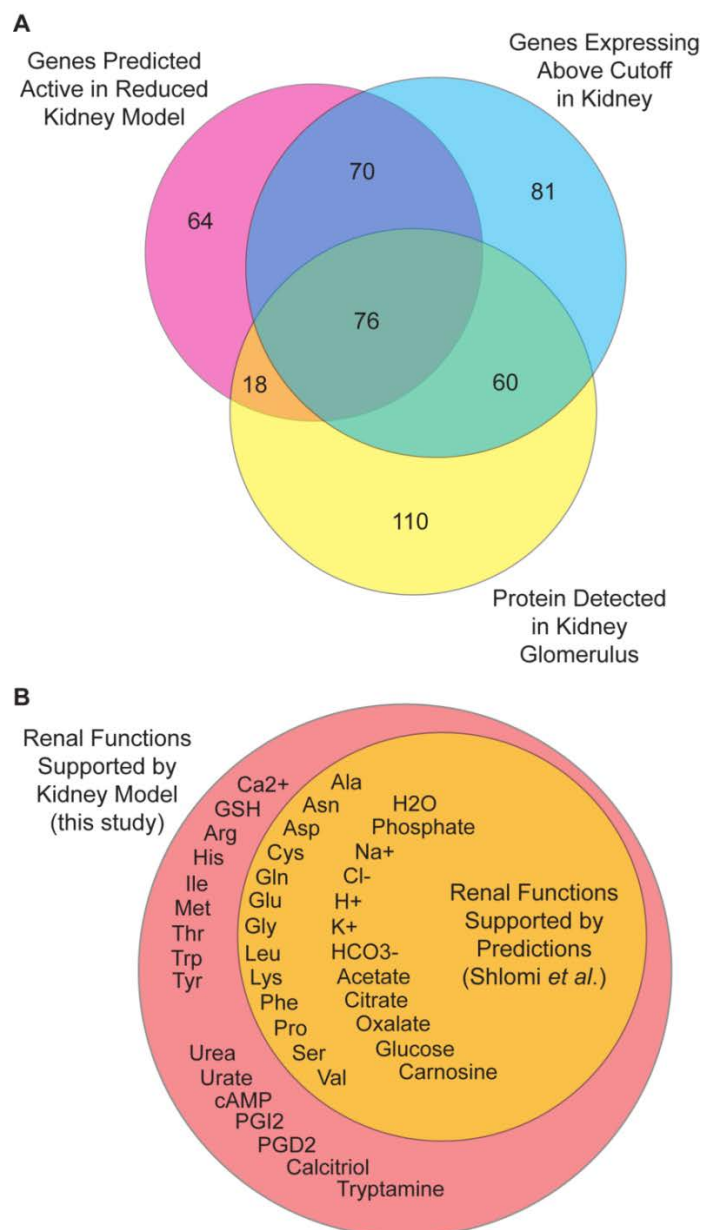 A
Genes Predicted
Active in Reduced
Kidney Model
Genes Expressing
Above Cutoff
in Kidney
70
81
64
76
18
60
110
Protein Detected
in Kidney
Glomerulus
B
Renal Functions
Supported by
Kidney Model
(this study)
Ca2+
GSH
Arg
His
Ile
Met
Thr
Trp
Tyr
Urea
Urate
cAMP
PGI2
PGD2
Calcitriol
Tryptamine
Ala
Asn
Asp
Cys
Gln
Glu
Gly
Leu
Lys
Phe
Pro
Ser
Val
H2O
Phosphate
Na+
Cl-
H+
K+
HCO3-
Acetate
Citrate
Oxalate
Glucose
Carnosine
Renal Functions
Supported by
Predictions
(Shlomi et al.)